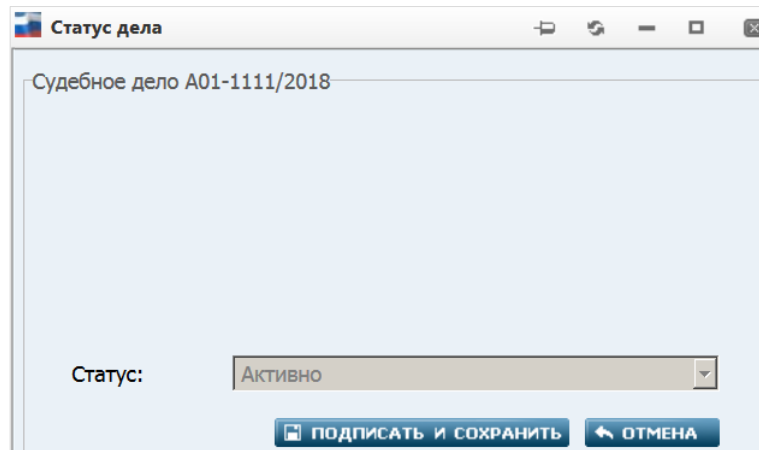 Статус дела
Судебное дело А01-1111/2018
Статус:
Активно
ПОДПИСАТЬ И СОХРАНИТЬ
ОТМЕНА